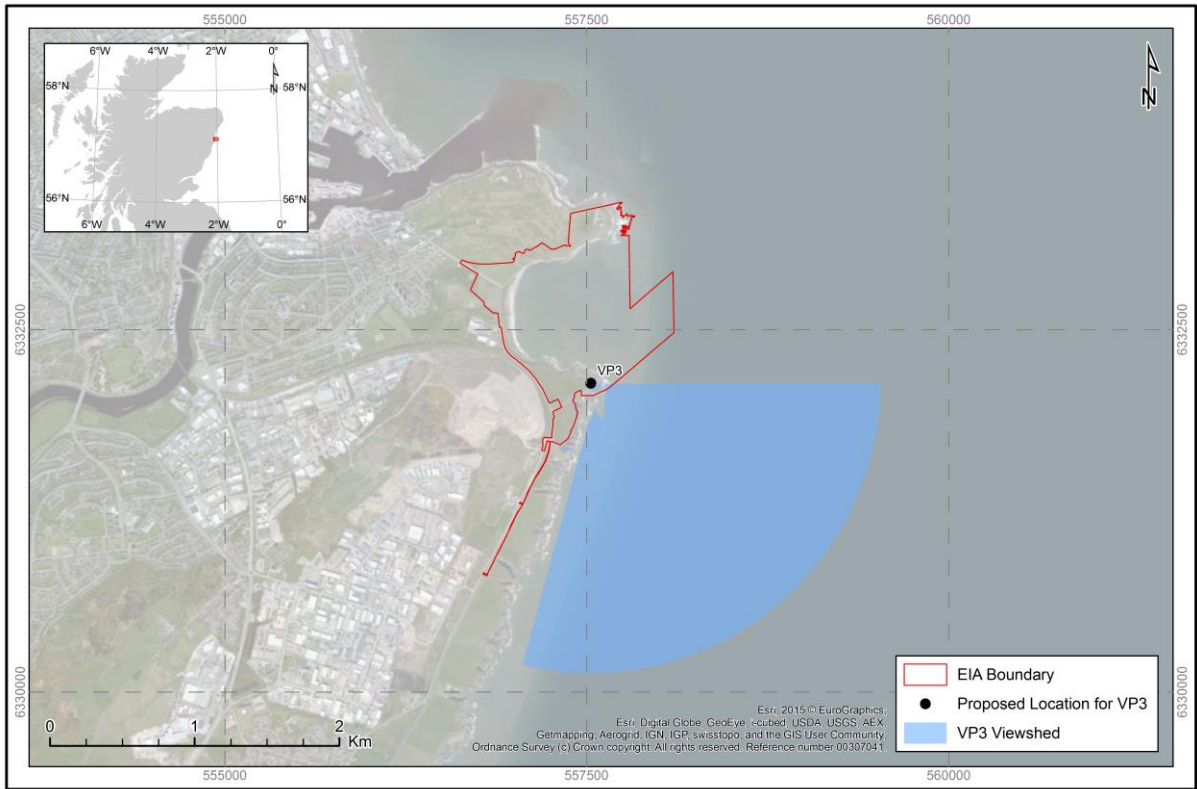 555000 557500 560000
6°W 4°W 2°W 0°
58°N 58°N
N
N
56°N 56°N
6°W 4°W 2°W 0°
6332500 6332500
VP3
6330000 6330000
EIA Boundary
Proposed Location for VP3
VP3 Viewshed
0 1 2
Km
Esri, 2015 © EuroGraphics,
Esri, Digital Globe, GeoEye, i-cubed, USDA, USGS, AEX,
Getmapping, Aerogrid, IGN, IGP, swisstopo, and the GIS User Community,
Ordnance Survey (c) Crown copyright. All rights reserved. Reference number 00307041.
555000 557500 560000